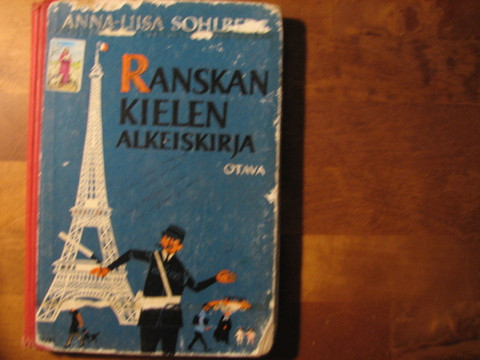 ANNA-LIISA SOHLBERG
RANSKAN
KIELEN
ALKEISKIRJA
OTAVA